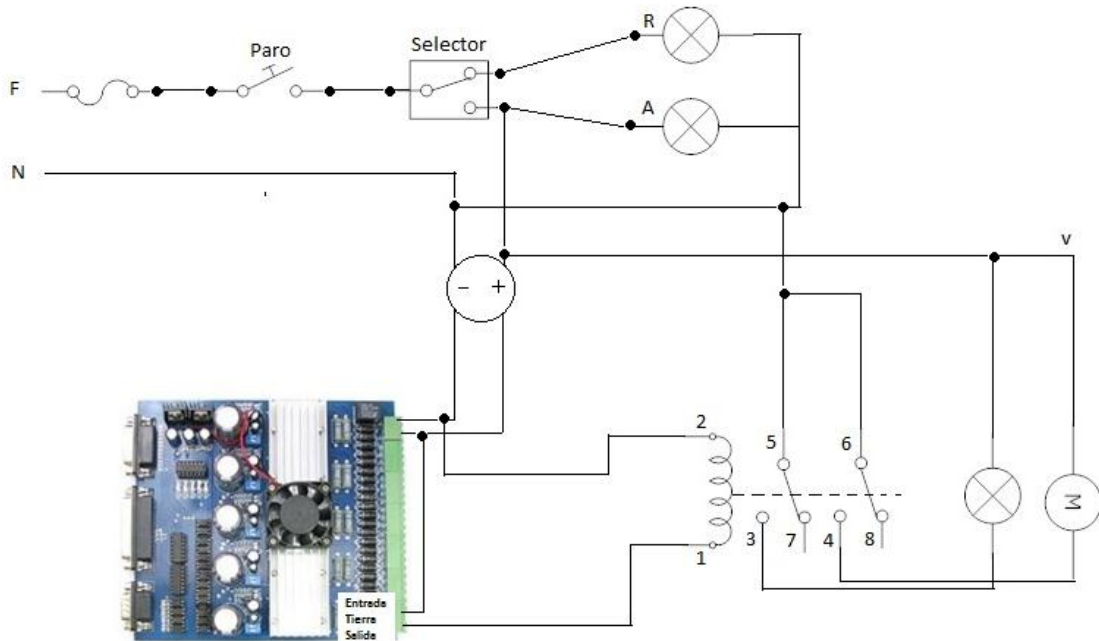 R
Selector
Paro
F
A
N
v
- +
2
5 6
3 7 4 8
1
M
Entrada
Tierra
Salida